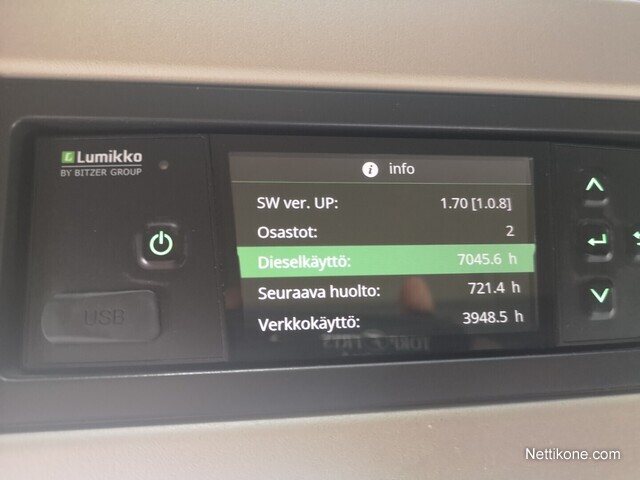 Lumikko
BY BITZER GROUP
info
SW ver. UP: 1.70 [1.0.8]
Osastot: 2
Dieselkäyttö: 7045.6 h
Seuraava huolto: 721.4 h
Verkkokäyttö: 3948.5 h
USB
Nettikone.com